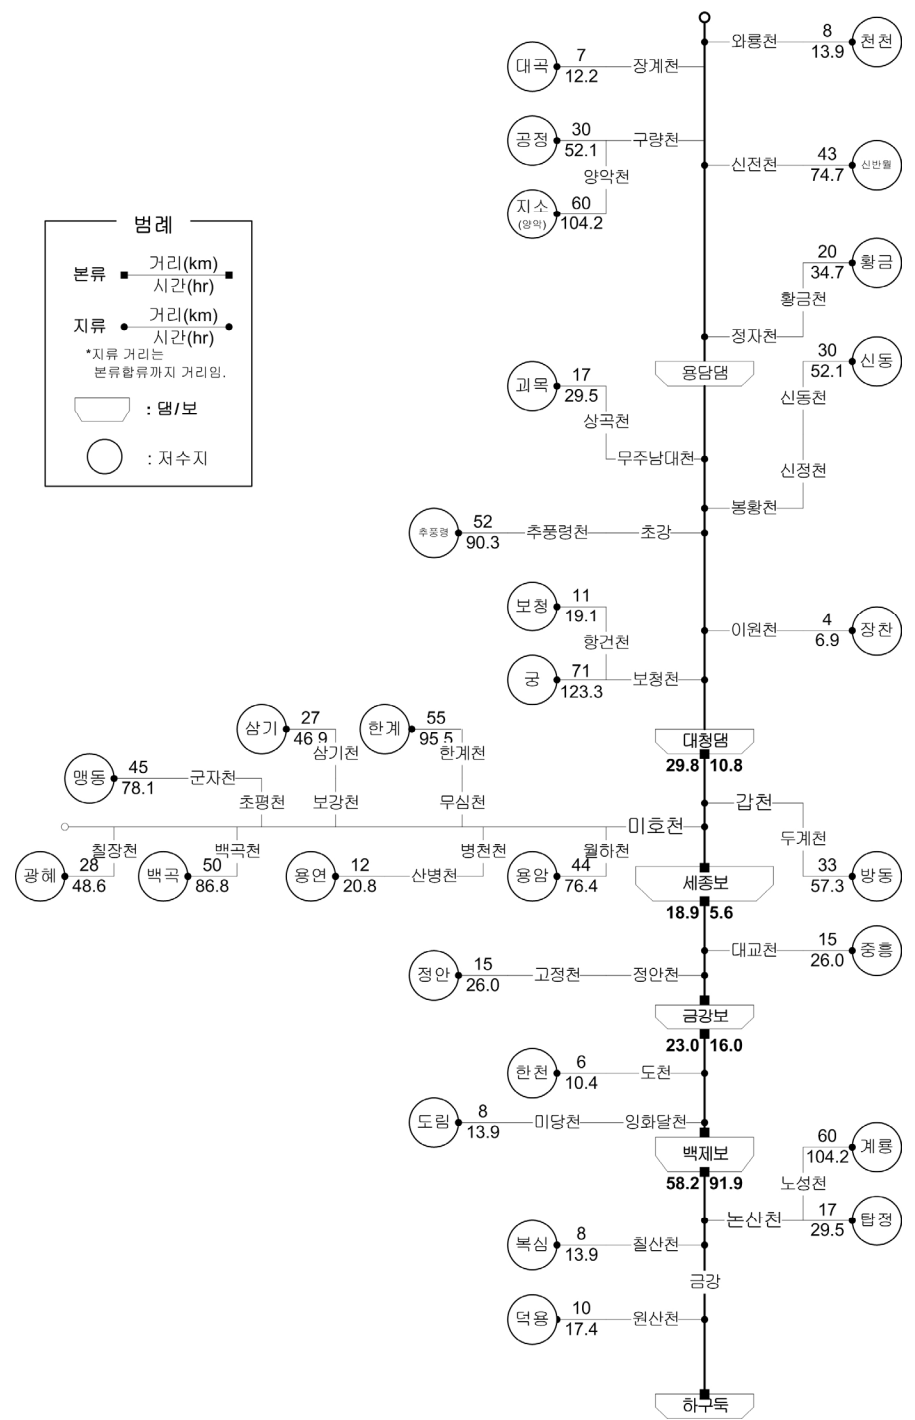 와룡천
8
13.9
천천
대곡
7
12.2
장계천
공정
30
52.1
구량천
양악천
지소
(양악)
60
104.2
신전천
43
74.7
신반월
범례
본류
거리(km)
시간(hr)
지류
거리(km)
시간(hr)
*지류 거리는
본류합류까지 거리임.
: 댐/보
: 저수지
20
34.7
황금
황금천
정자천
용담댐
30
52.1
신동
신동천
신정천
봉황천
괴목
17
29.5
상곡천
무주남대천
추풍령
52
90.3
추풍령천
초강
보청
11
19.1
항건천
이원천
4
6.9
장찬
궁
71
123.3
보청천
대청댐
29.8 10.8
삼기
27
46.9
삼기천
한계
55
95.5
한계천
맹동
45
78.1
군자천
초평천
보강천
무심천
갑천
미호천
두계천
칠장천
백곡천
병천천
월하천
광혜
28
48.6
백곡
50
86.8
용연
12
20.8
산병천
용암
44
76.4
세종보
18.9 5.6
33
57.3
방동
대교천
15
26.0
중흥
정안
15
26.0
고정천
정안천
금강보
23.0 16.0
한천
6
10.4
도천
도림
8
13.9
미당천
잉화달천
백제보
58.2 91.9
60
104.2
계룡
노성천
논신천
17
29.5
탑정
복심
8
13.9
칠산천
금강
덕용
10
17.4
원산천
하구둑